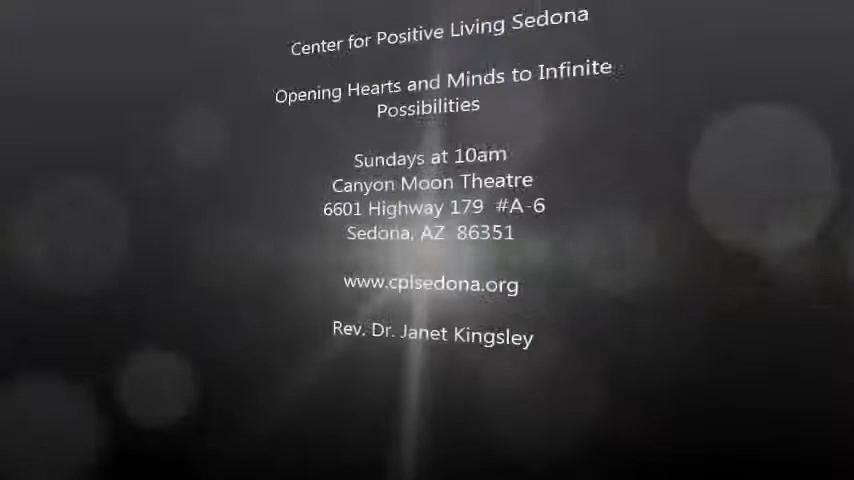 Center for Positive Living Sedona
Opening Hearts and Minds to Infinite
Possibilities
Sundays at 10am
Canyon Moon Theatre
6601 Highway 179 #A-6
Sedona, AZ 86351
www.cplsedona.org
Rev. Dr. Janet Kingsley